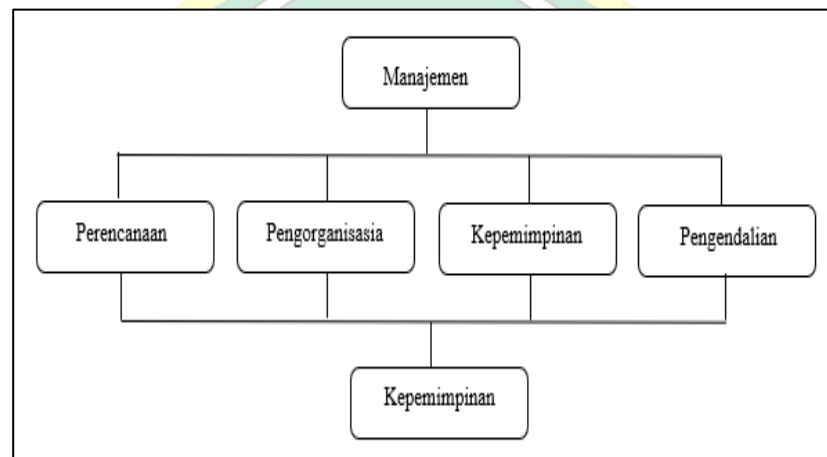 Manajemen
Perencanaan
Pengorganisasia
Kepemimpinan
Pengendalian
Kepemimpinan